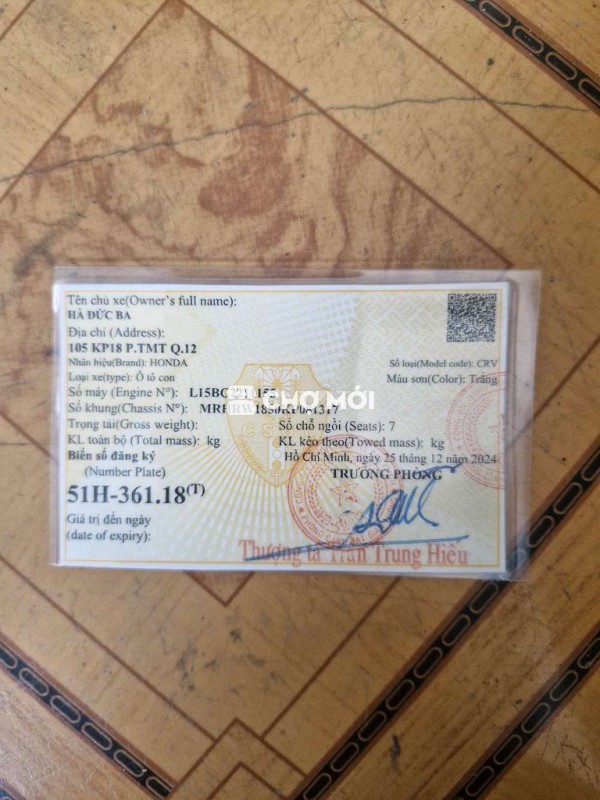 Tên chủ xe(Owner's full name):
HÀ ĐỨC BA
Địa chỉ (Address):
105 KP18 P.TMT Q.12
Nhãn hiệu(Brand): HONDA
Số loại(Model code): CRV
Loại xe(type): Ô tô con
Màu sơn(Color): Trắng
Số máy (Engine N°):
CHỢ MỚI
Số khung(Chassis N°):
Trọng tải(Gross weight):
Số chỗ ngồi (Seats): 7
KL toàn bộ (Total mass): kg
KL kéo theo(Towed mass): kg
Biển số đăng ký
Hồ Chí Minh, ngày 25 tháng 12 năm 2024
(Number Plate)
TRƯỞNG PHÒNG
51H-361.18(T)
Giá trị đến ngày
(date of expiry):
Thượng tá Trần Trung Hiếu